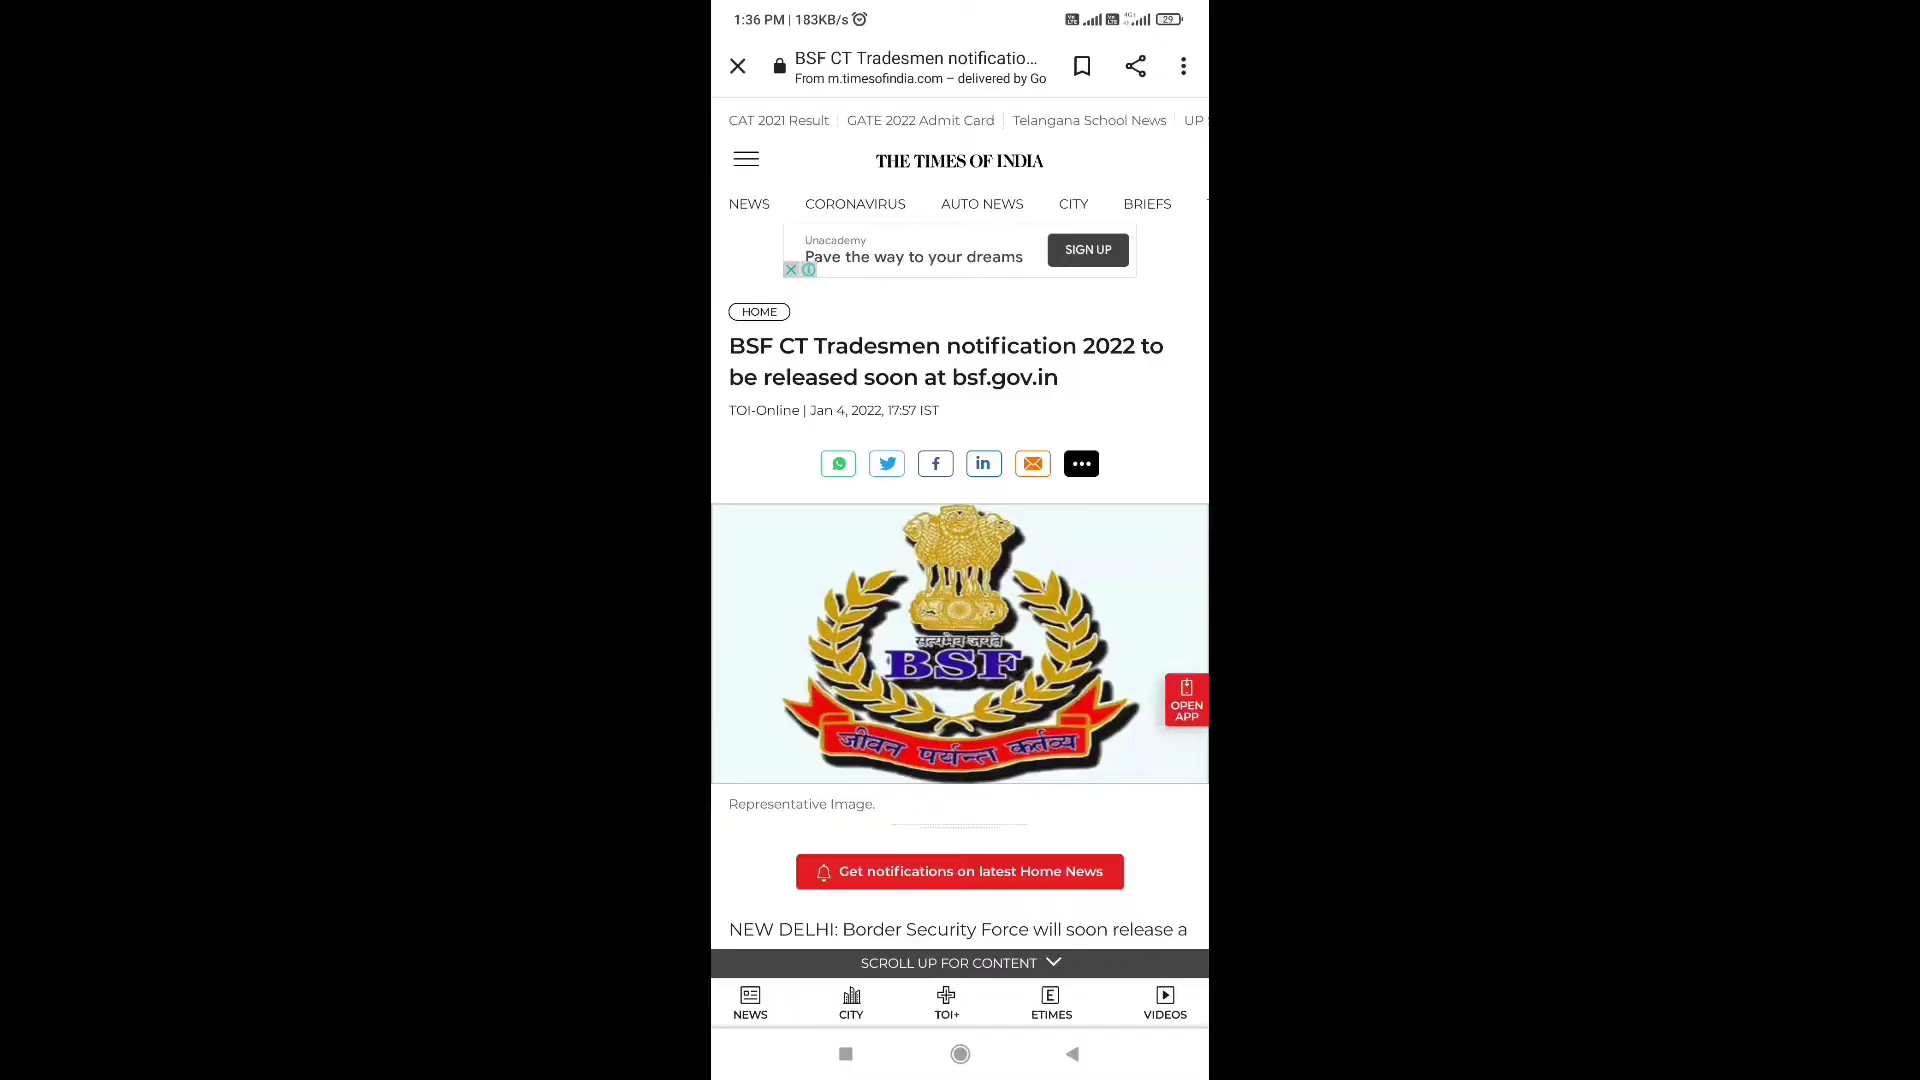 1:36 PM | 183KB/s
29
BSF CT Tradesmen notificatio...
From m.timesofindia.com – delivered by Go
CAT 2021 Result
GATE 2022 Admit Card
Telangana School News
UP
THE TIMES OF INDIA
NEWS
CORONAVIRUS
AUTO NEWS
CITY
BRIEFS
Unacademy
Pave the way to your dreams
SIGN UP
HOME
BSF CT Tradesmen notification 2022 to
be released soon at bsf.gov.in
TOI-Online | Jan 4, 2022, 17:57 IST
सत्यमेव जयते
BSF
जीवन पर्यन्त कर्तव्य
OPEN
APP
Representative Image.
Get notifications on latest Home News
NEW DELHI: Border Security Force will soon release a
SCROLL UP FOR CONTENT
NEWS
CITY
TOI+
ETIMES
VIDEOS